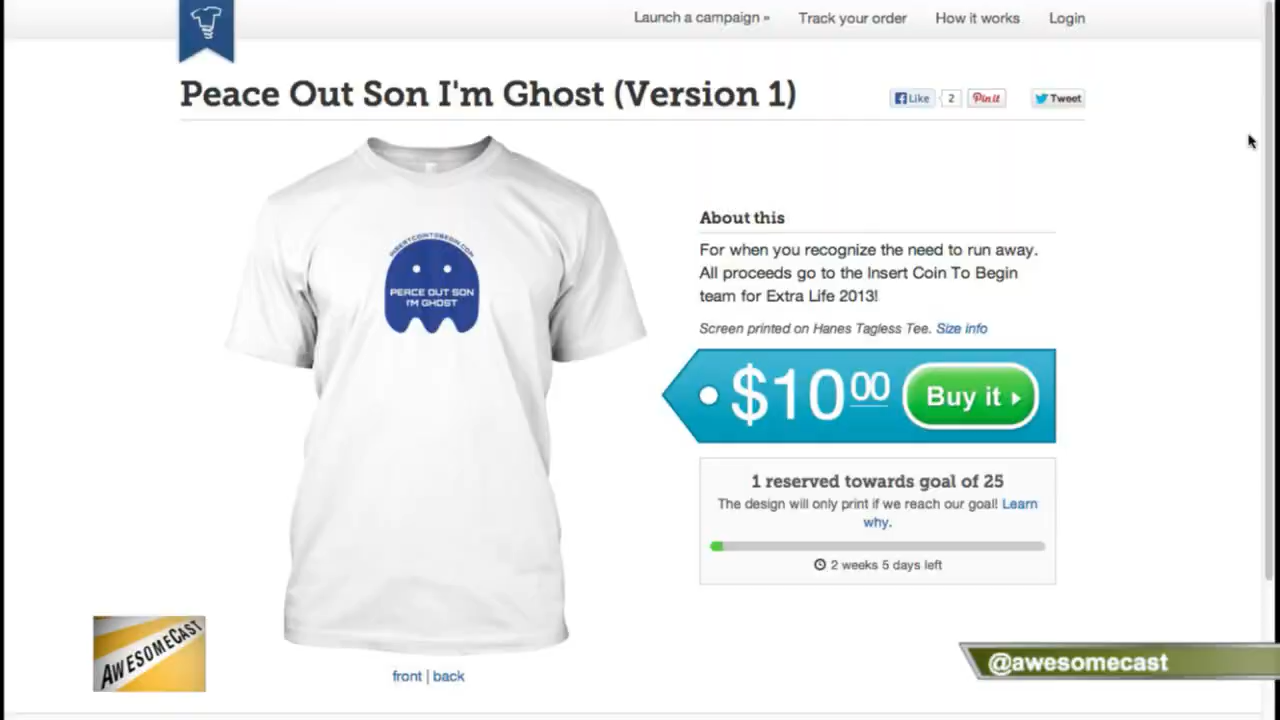 Launch a campaign » Track your order How it works Login
Peace Out Son I'm Ghost (Version 1)
Like 2 Pin it Tweet
INSERTCOINTOBEGIN.COM
PEACE OUT SON
I'M GHOST
About this
For when you recognize the need to run away.
All proceeds go to the Insert Coin To Begin
team for Extra Life 2013!
Screen printed on Hanes Tagless Tee. Size info
$10 00 Buy it
1 reserved towards goal of 25
The design will only print if we reach our goal! Learn
why.
2 weeks 5 days left
AWESOMECAST
@awesomecast
front | back